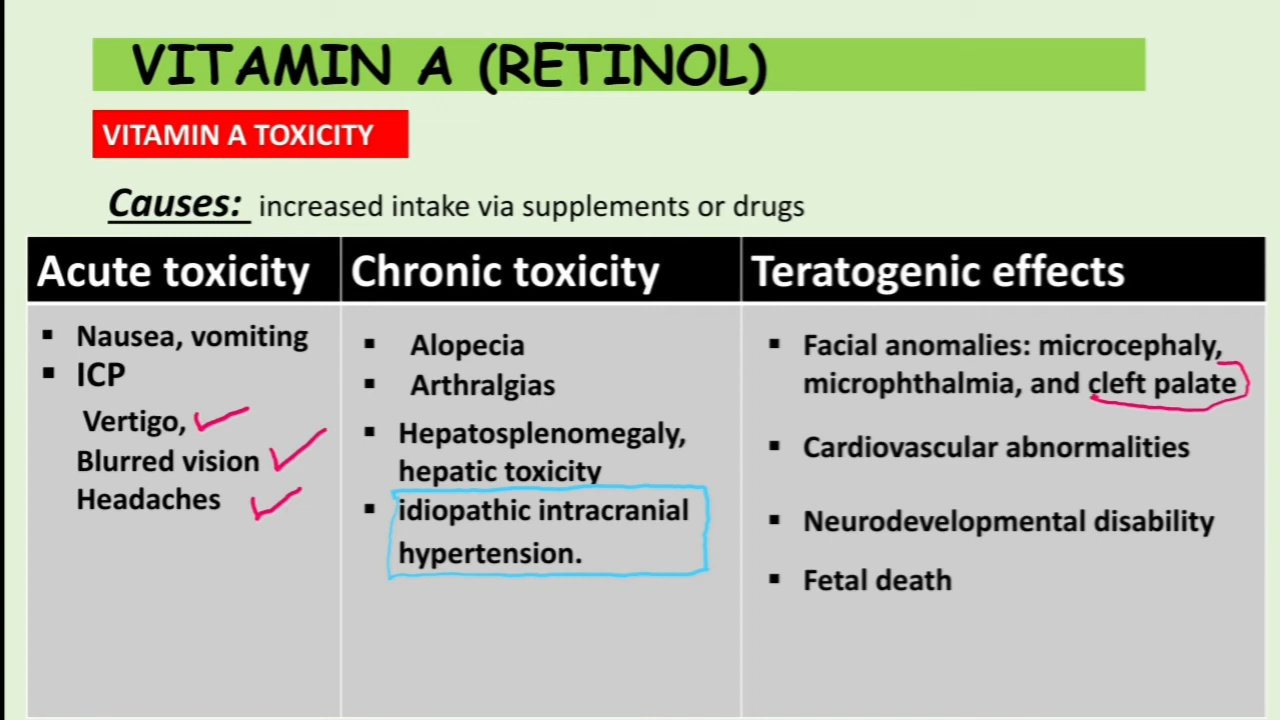 VITAMIN A (RETINOL)
VITAMIN A TOXICITY
Causes: increased intake via supplements or drugs
Acute toxicity
Nausea, vomiting
ICP
Vertigo,
Blurred vision
Headaches
Chronic toxicity
Alopecia
Arthralgias
Hepatosplenomegaly,
hepatic toxicity
idiopathic intracranial
hypertension.
Teratogenic effects
Facial anomalies: microcephaly,
microphthalmia, and cleft palate
Cardiovascular abnormalities
Neurodevelopmental disability
Fetal death